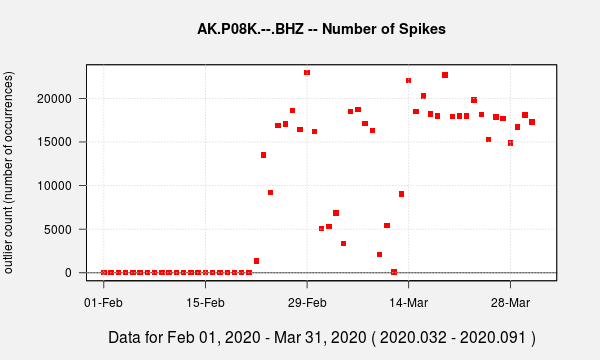 AK.P08K.--.BHZ -- Number of Spikes
outlier count (number of occurrences)
20000
15000
10000
5000
0
01-Feb 15-Feb 29-Feb 14-Mar 28-Mar
Data for Feb 01, 2020 - Mar 31, 2020 ( 2020.032 - 2020.091 )